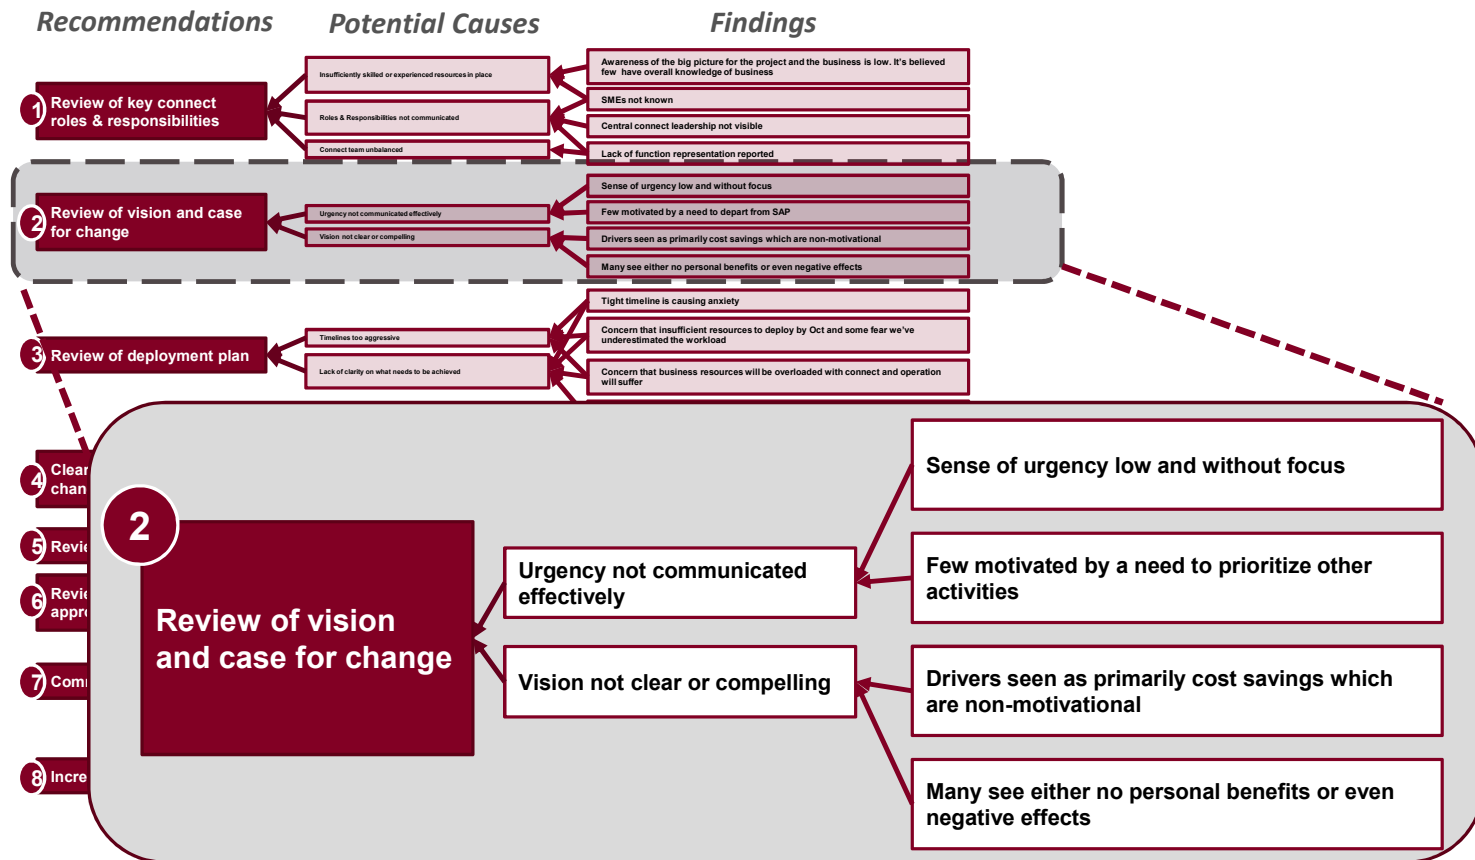 Recommendations
Potential Causes
Findings
1
Review of key connect
roles & responsibilities
Insufficiently skilled or experienced resources in place
Roles & Responsibilities not communicated
Connect team unbalanced
Awareness of the big picture for the project and the business is low. It's believed
few have overall knowledge of business
SMEs not known
Central connect leadership not visible
Lack of function representation reported
2
Review of vision and case
for change
Urgency not communicated effectively
Vision not clear or compelling
Sense of urgency low and without focus
Few motivated by a need to depart from SAP
Drivers seen as primarily cost savings which are non-motivational
Many see either no personal benefits or even negative effects
3
Review of deployment plan
Timelines too aggressive
Lack of clarity on what needs to be achieved
Tight timeline is causing anxiety
Concern that insufficient resources to deploy by Oct and some fear we've
underestimated the workload
Concern that business resources will be overloaded with connect and operation
will suffer
4
Clear
chan
5
Revie
6
Revie
appro
7
Comm
8
Incre
2
Review of vision
and case for change
Urgency not communicated
effectively
Vision not clear or compelling
Sense of urgency low and without focus
Few motivated by a need to prioritize other
activities
Drivers seen as primarily cost savings which
are non-motivational
Many see either no personal benefits or even
negative effects